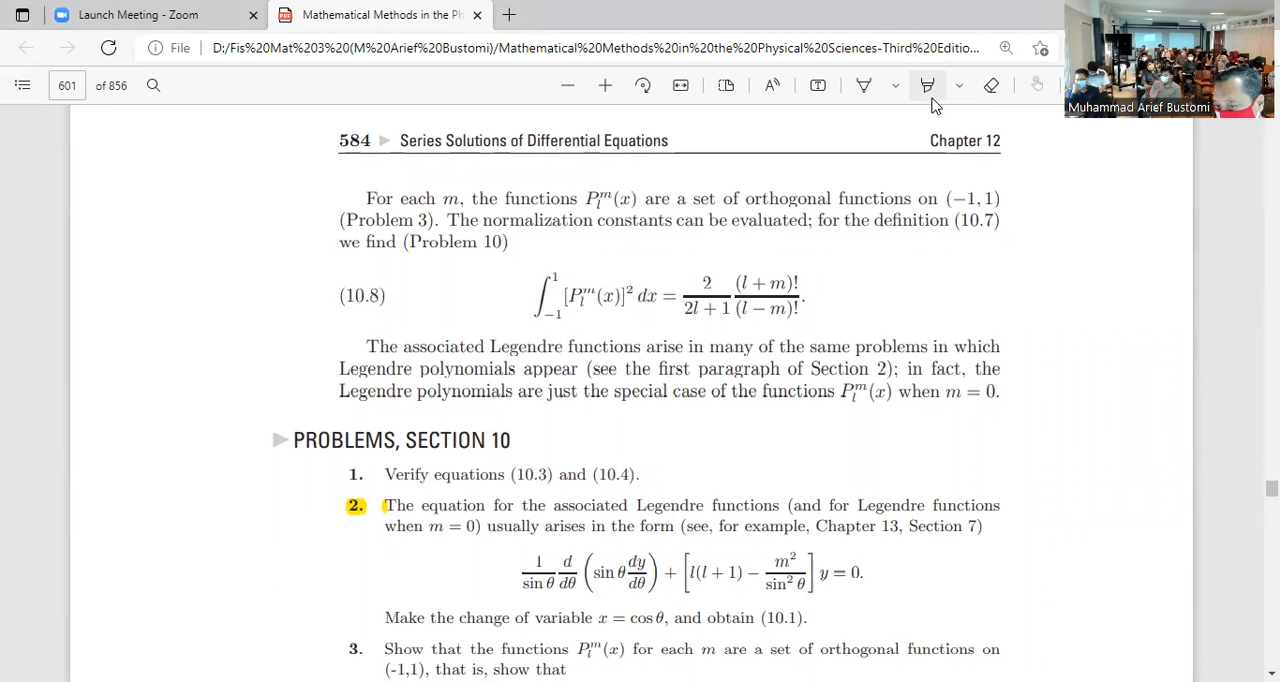 Launch Meeting - Zoom
Mathematical Methods in the Ph
File
D:/Fis%20Mat%203%20(M%20Arief%20Bustomi)/Mathematical%20Methods%20in%20the%20Physical%20Sciences-Third%20Editio...
601 of 856
Muhammad Arief Bustomi
584 Series Solutions of Differential Equations Chapter 12
For each m, the functions P_l^m(x) are a set of orthogonal functions on (−1, 1)
(Problem 3). The normalization constants can be evaluated; for the definition (10.7)
we find (Problem 10)
(10.8) ∫_{−1}^{1} [P_l^m(x)]² dx = \frac{2}{2l + 1} \frac{(l + m)!}{(l − m)!}.
The associated Legendre functions arise in many of the same problems in which
Legendre polynomials appear (see the first paragraph of Section 2); in fact, the
Legendre polynomials are just the special case of the functions P_l^m(x) when m = 0.
PROBLEMS, SECTION 10
1. Verify equations (10.3) and (10.4).
2. The equation for the associated Legendre functions (and for Legendre functions
when m = 0) usually arises in the form (see, for example, Chapter 13, Section 7)
\frac{1}{sin θ} \frac{d}{dθ} (sin θ \frac{dy}{dθ}) + [l(l + 1) − \frac{m²}{sin² θ}] y = 0.
Make the change of variable x = cos θ, and obtain (10.1).
3. Show that the functions P_l^m(x) for each m are a set of orthogonal functions on
(-1,1), that is, show that